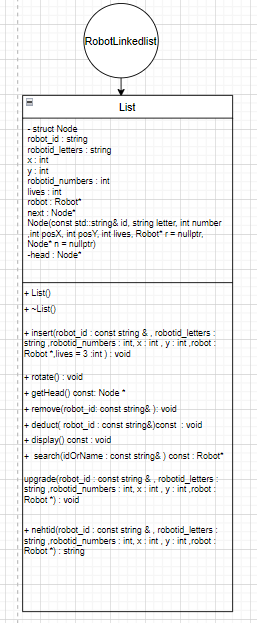 RobotLinkedlist
List
- struct Node
robot_id : string
robotid_letters : string
x : int
y : int
robotid_numbers : int
lives : int
robot : Robot*
next : Node*
Node(const std::string& id, string letter, int number
,int posX, int posY, int lives, Robot* r = nullptr,
Node* n = nullptr)
-head : Node*
+ List()
+ ~List()
+ insert(robot_id : const string & , robotid_letters :
string ,robotid_numbers : int, x : int , y : int ,robot :
Robot *,lives = 3 :int ) : void
+ rotate() : void
+ getHead() const: Node *
+ remove(robot_id: const string& ): void
+ deduct( robot_id : const string&)const : void
+ display() const : void
+ search(idOrName : const string& ) const : Robot*
upgrade(robot_id : const string & , robotid_letters :
string ,robotid_numbers : int, x : int , y : int ,robot :
Robot *) : void
+ nehtid(robot_id : const string & , robotid_letters :
string ,robotid_numbers : int, x : int , y : int ,robot :
Robot *) : string